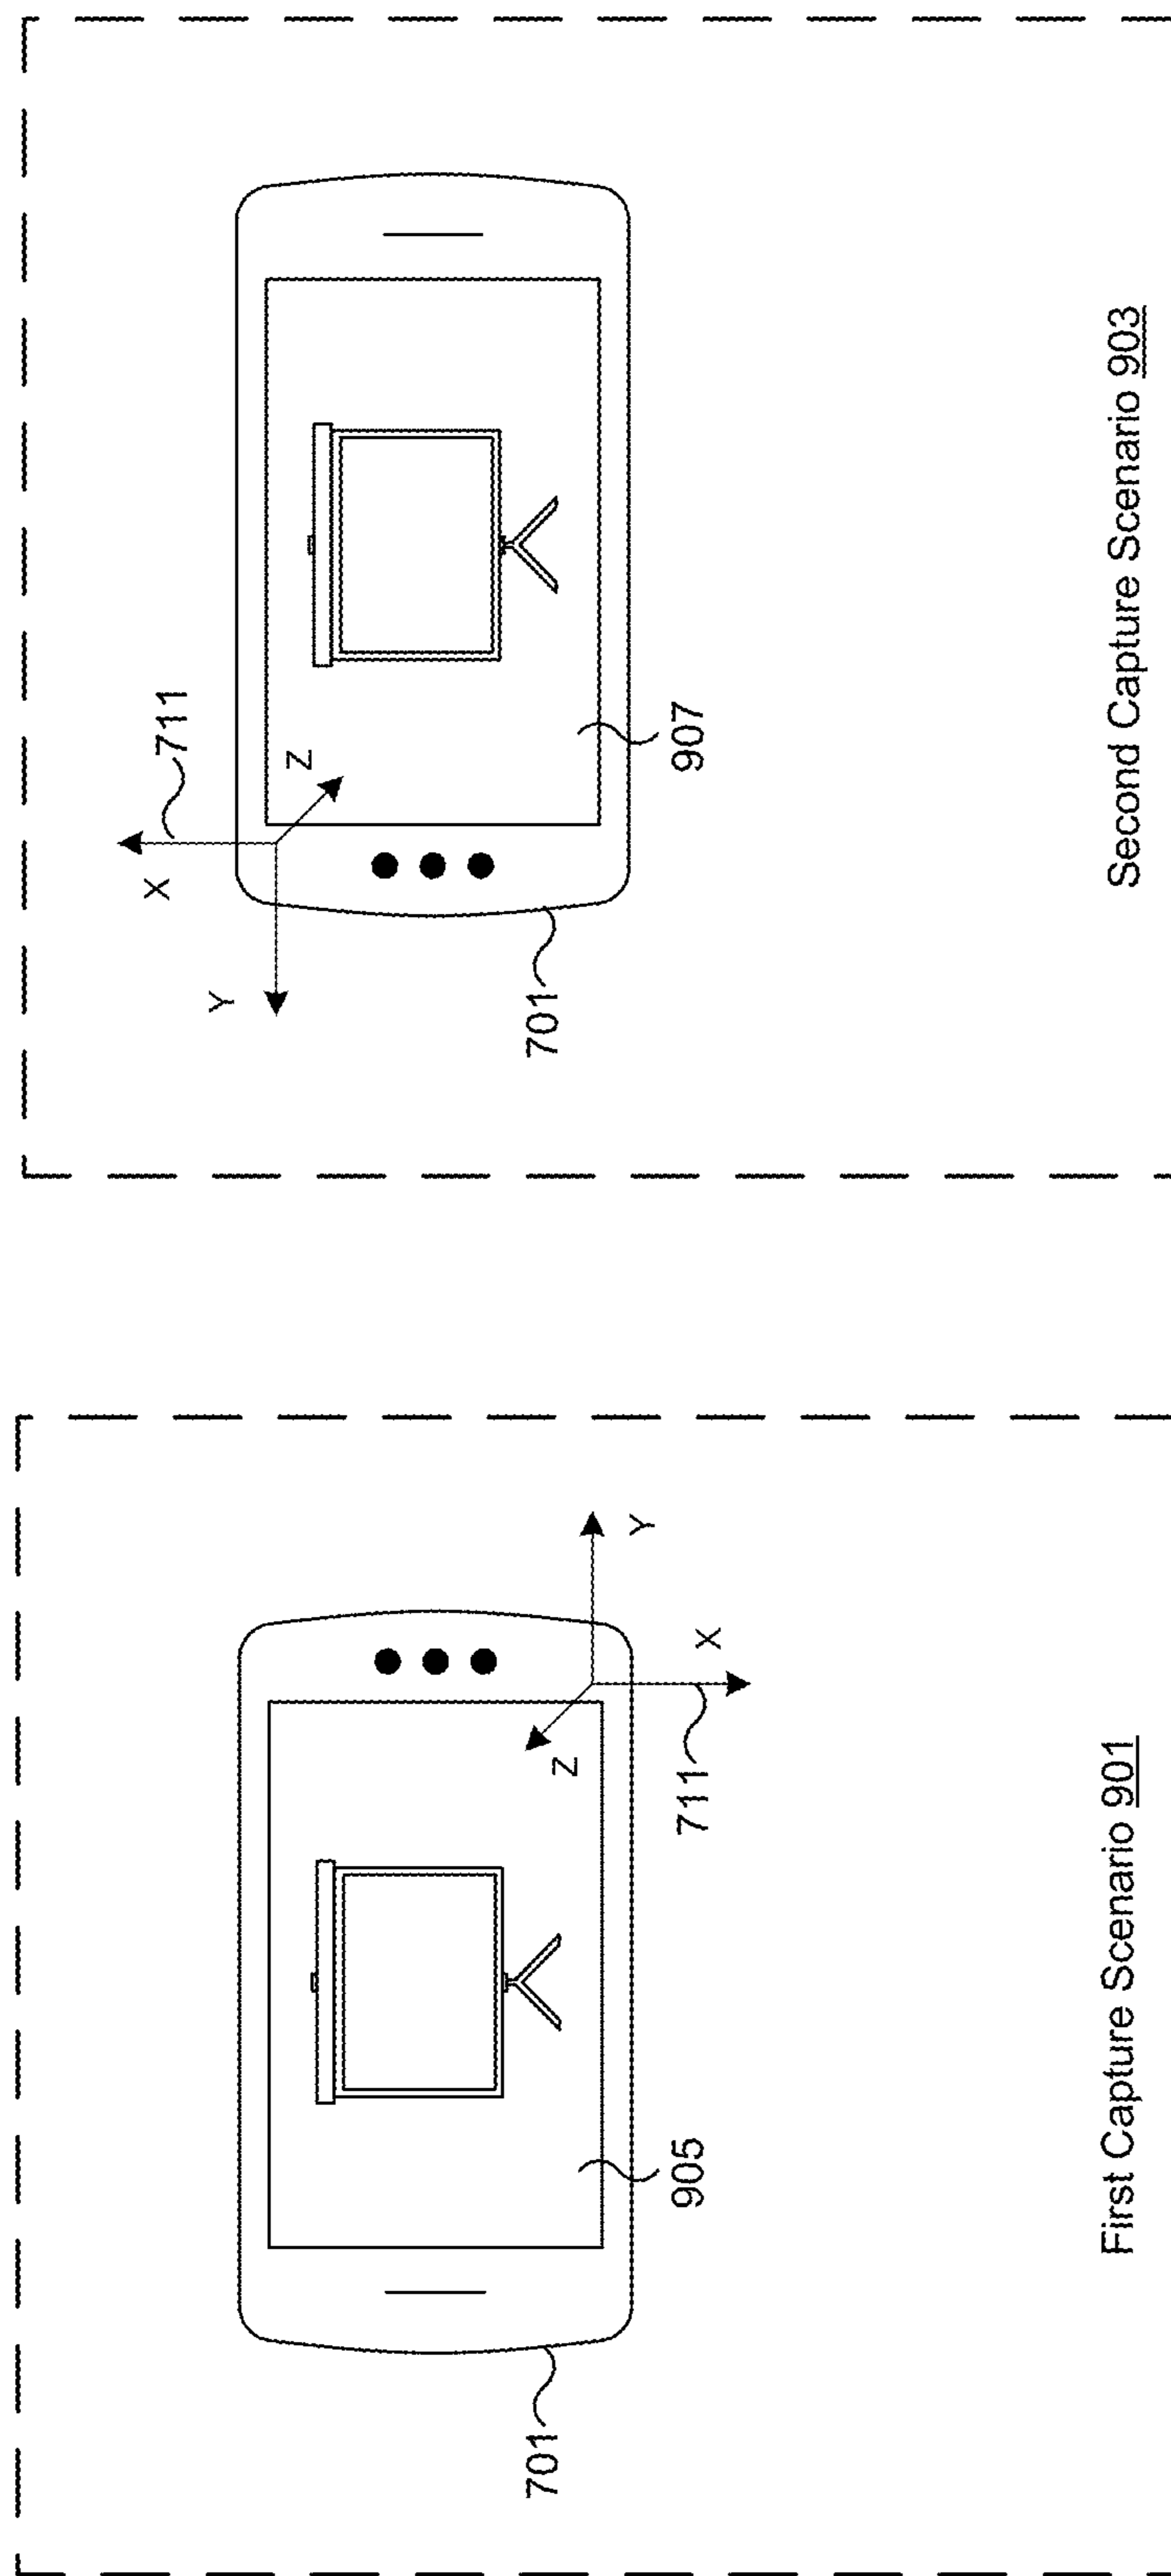 701
Z
Y
905
711
X
First Capture Scenario 901
X
711
Y
Z
701
907
Second Capture Scenario 903